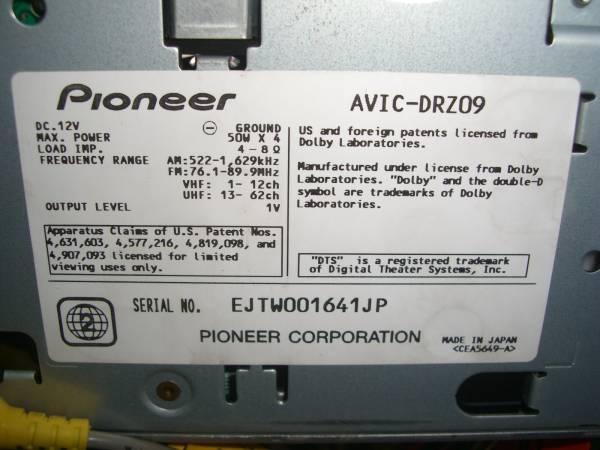 Pioneer
AVIC-DRZ09
DC.12V ⊖ GROUND
MAX. POWER 50W X 4
LOAD IMP. 4-8Ω
FREQUENCY RANGE AM:522-1,629kHz
FM:76.1-89.9MHz
VHF: 1- 12ch
UHF: 13- 62ch
OUTPUT LEVEL 1V
Apparatus Claims of U.S. Patent Nos.
4,631,603, 4,577,216, 4,819,098, and
4,907,093 licensed for limited
viewing uses only.
US and foreign patents licensed from
Dolby Laboratories.
Manufactured under license from Dolby
Laboratories. "Dolby" and the double-D
symbol are trademarks of Dolby
Laboratories.
"DTS" is a registered trademark
of Digital Theater Systems, Inc.
2
SERIAL NO. EJTW001641JP
PIONEER CORPORATION
MADE IN JAPAN
<CEA5649-A>